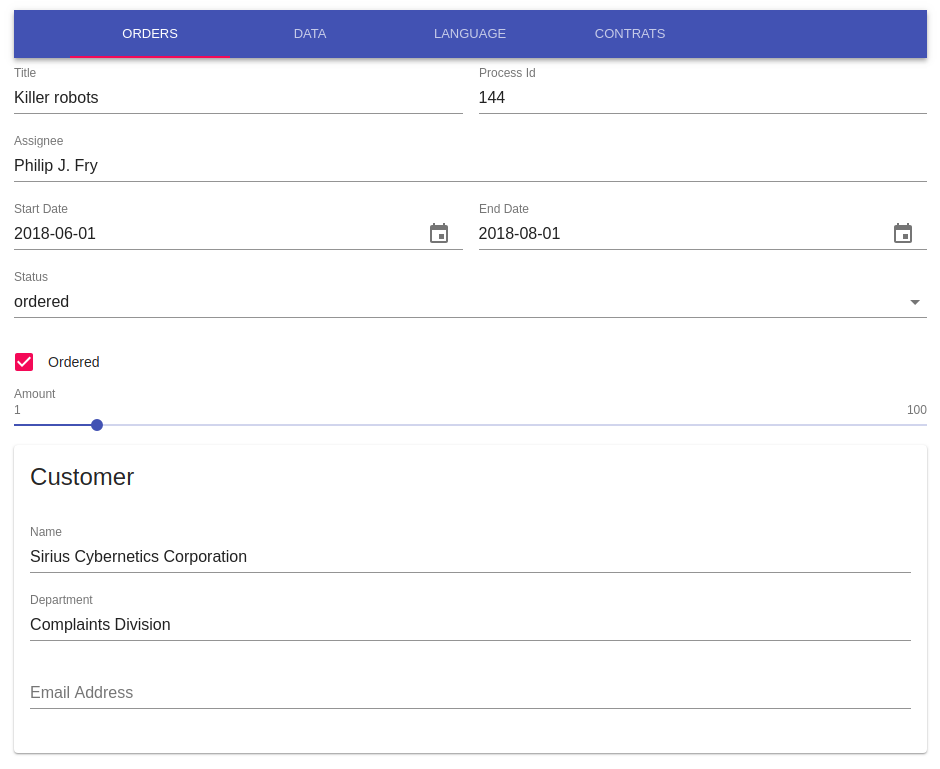 ORDERS DATA LANGUAGE CONTRATS
Title Process Id
Killer robots 144
Assignee
Philip J. Fry
Start Date End Date
2018-06-01 2018-08-01
Status
ordered
Ordered
Amount
1 100
Customer
Name
Sirius Cybernetics Corporation
Department
Complaints Division
Email Address